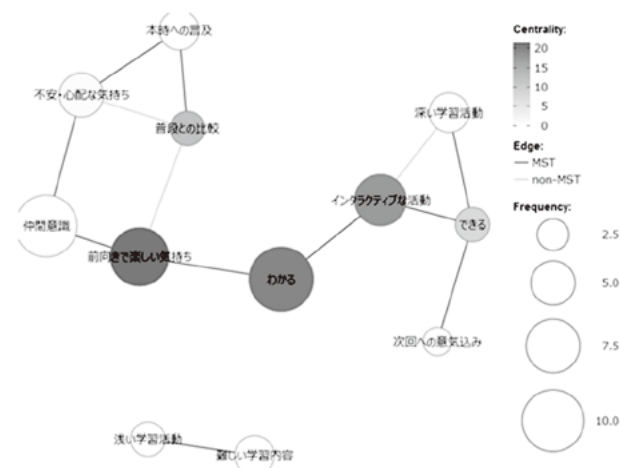 本時への言及
不安・心配な気持ち
普段との比較
深い学習活動
インタラクティブな活動
できる
仲間意識
前向きで楽しい気持ち
わかる
次回への意気込み
浅い学習活動
難しい学習内容
Centrality:
20
15
10
5
0
Edge:
MST
non-MST
Frequency:
2.5
5.0
7.5
10.0